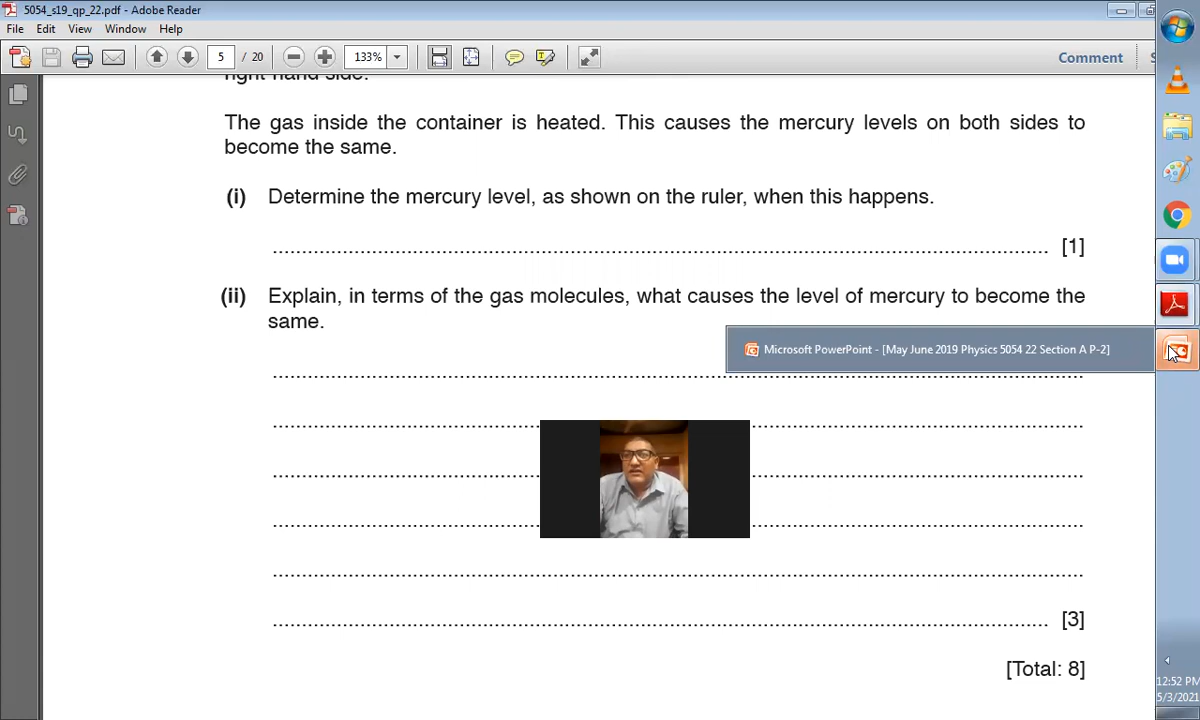 5054_s19_qp_22.pdf - Adobe Reader
File Edit View Window Help
5 / 20 133% Comment
right-hand side.
The gas inside the container is heated. This causes the mercury levels on both sides to
become the same.
(i) Determine the mercury level, as shown on the ruler, when this happens.
[1]
(ii) Explain, in terms of the gas molecules, what causes the level of mercury to become the
same.
Microsoft PowerPoint - [May June 2019 Physics 5054 22 Section A P-2]
[3]
[Total: 8]
12:52 PM
5/3/2021